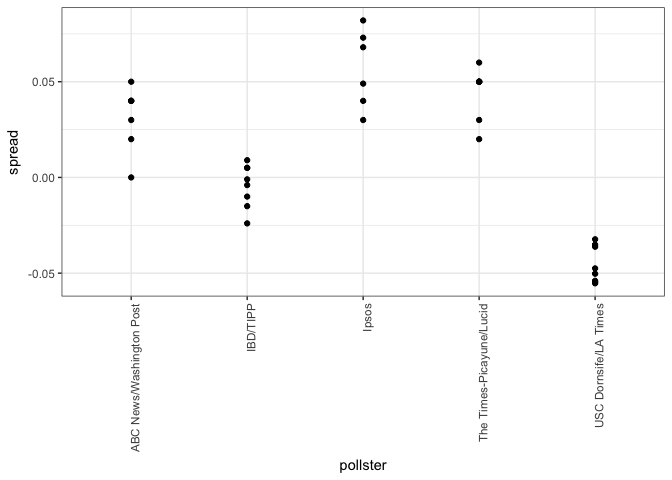 spread
0.05
0.00
-0.05
ABC News/Washington Post
IBD/TIPP
Ipsos
The Times-Picayune/Lucid
USC Dornsife/LA Times
pollster